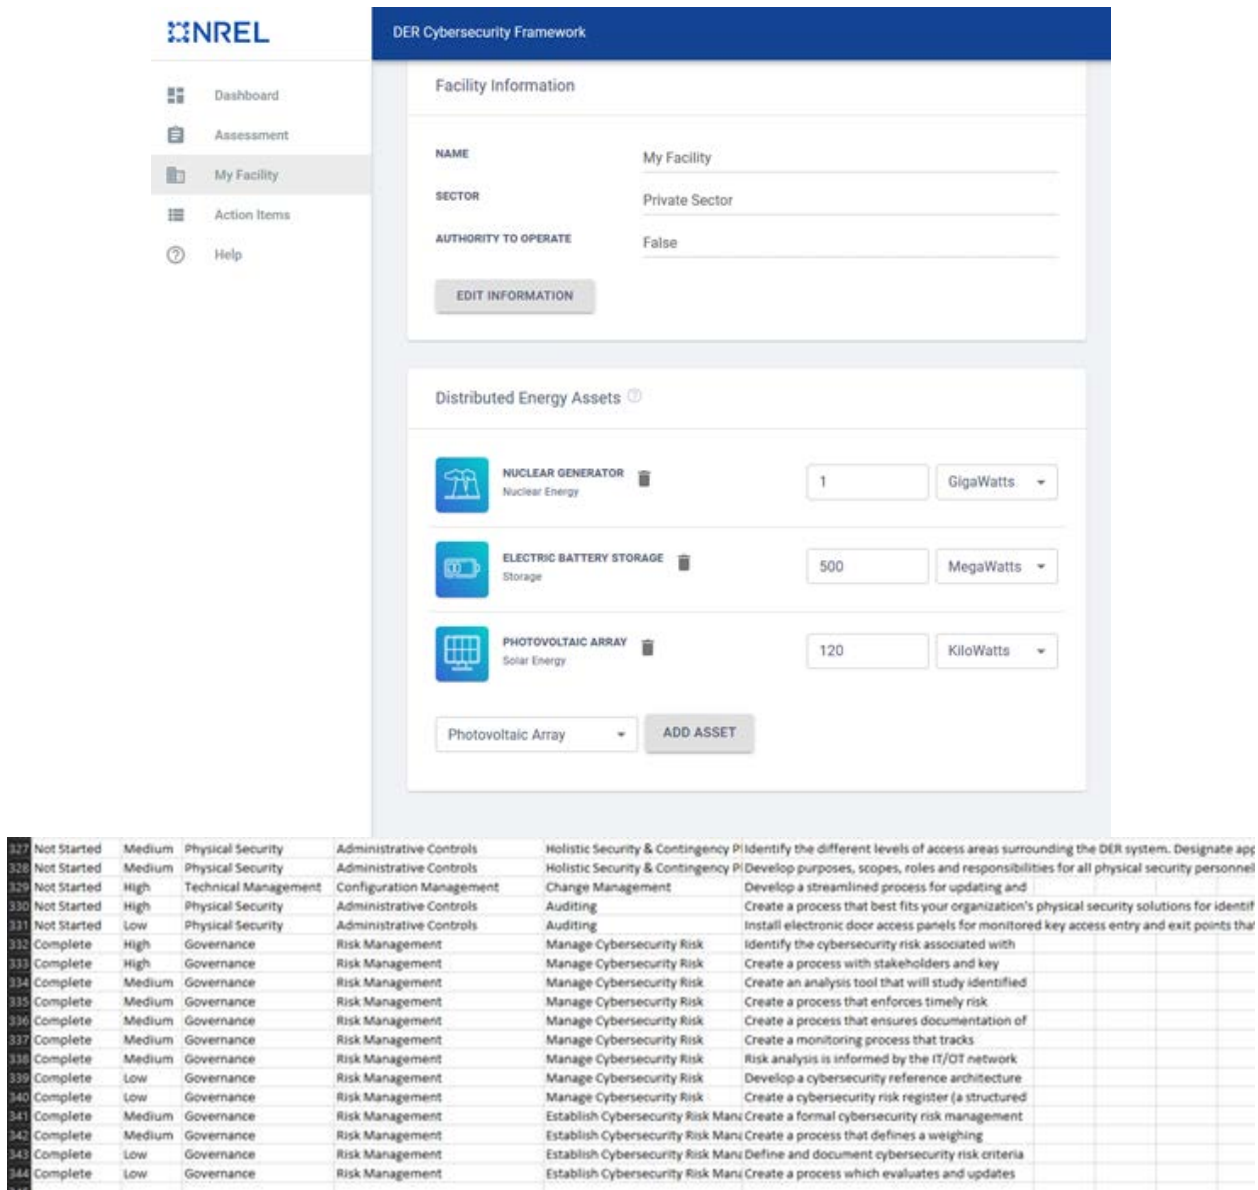 NREL
DER Cybersecurity Framework
Dashboard
Assessment
My Facility
Action Items
Help
Facility Information
NAME My Facility
SECTOR Private Sector
AUTHORITY TO OPERATE False
EDIT INFORMATION
Distributed Energy Assets
NUCLEAR GENERATOR
Nuclear Energy
1 GigaWatts
ELECTRIC BATTERY STORAGE
Storage
500 MegaWatts
PHOTOVOLTAIC ARRAY
Solar Energy
120 KiloWatts
Photovoltaic Array ADD ASSET
327 Not Started Medium Physical Security Administrative Controls Holistic Security & Contingency Pl Identify the different levels of access areas surrounding the DER system. Designate app
328 Not Started Medium Physical Security Administrative Controls Holistic Security & Contingency Pl Develop purposes, scopes, roles and responsibilities for all physical security personnel
329 Not Started High Technical Management Configuration Management Change Management Develop a streamlined process for updating and
330 Not Started High Physical Security Administrative Controls Auditing Create a process that best fits your organization's physical security solutions for identif
331 Not Started Low Physical Security Administrative Controls Auditing Install electronic door access panels for monitored key access entry and exit points that
332 Complete High Governance Risk Management Manage Cybersecurity Risk Identify the cybersecurity risk associated with
333 Complete High Governance Risk Management Manage Cybersecurity Risk Create a process with stakeholders and key
334 Complete Medium Governance Risk Management Manage Cybersecurity Risk Create an analysis tool that will study identified
335 Complete Medium Governance Risk Management Manage Cybersecurity Risk Create a process that enforces timely risk
336 Complete Medium Governance Risk Management Manage Cybersecurity Risk Create a process that ensures documentation of
337 Complete Medium Governance Risk Management Manage Cybersecurity Risk Create a monitoring process that tracks
338 Complete Medium Governance Risk Management Manage Cybersecurity Risk Risk analysis is informed by the IT/OT network
339 Complete Low Governance Risk Management Manage Cybersecurity Risk Develop a cybersecurity reference architecture
340 Complete Low Governance Risk Management Manage Cybersecurity Risk Create a cybersecurity risk register (a structured
341 Complete Medium Governance Risk Management Establish Cybersecurity Risk Mana Create a formal cybersecurity risk management
342 Complete Medium Governance Risk Management Establish Cybersecurity Risk Mana Create a process that defines a weighing
343 Complete Low Governance Risk Management Establish Cybersecurity Risk Mana Define and document cybersecurity risk criteria
344 Complete Low Governance Risk Management Establish Cybersecurity Risk Mana Create a process which evaluates and updates